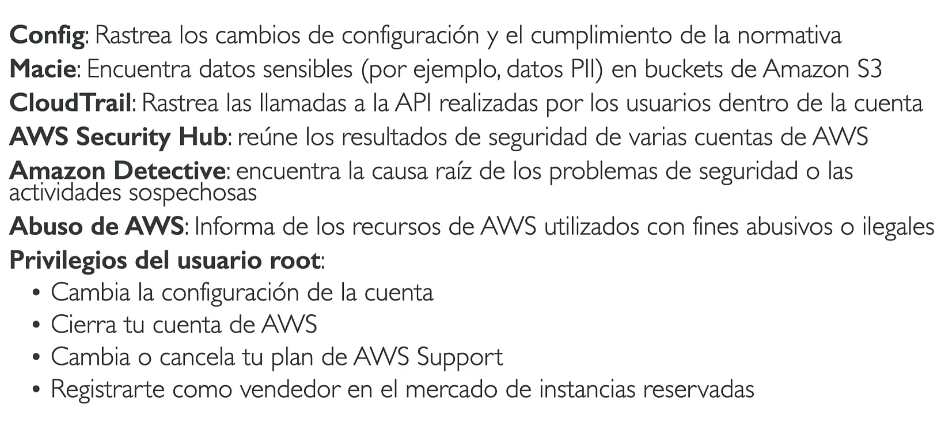 Config: Rastrea los cambios de configuración y el cumplimiento de la normativa
Macie: Encuentra datos sensibles (por ejemplo, datos PII) en buckets de Amazon S3
CloudTrail: Rastrea las llamadas a la API realizadas por los usuarios dentro de la cuenta
AWS Security Hub: reúne los resultados de seguridad de varias cuentas de AWS
Amazon Detective: encuentra la causa raíz de los problemas de seguridad o las
actividades sospechosas
Abuso de AWS: Informa de los recursos de AWS utilizados con fines abusivos o ilegales
Privilegios del usuario root:
• Cambia la configuración de la cuenta
• Cierra tu cuenta de AWS
• Cambia o cancela tu plan de AWS Support
• Registrarte como vendedor en el mercado de instancias reservadas